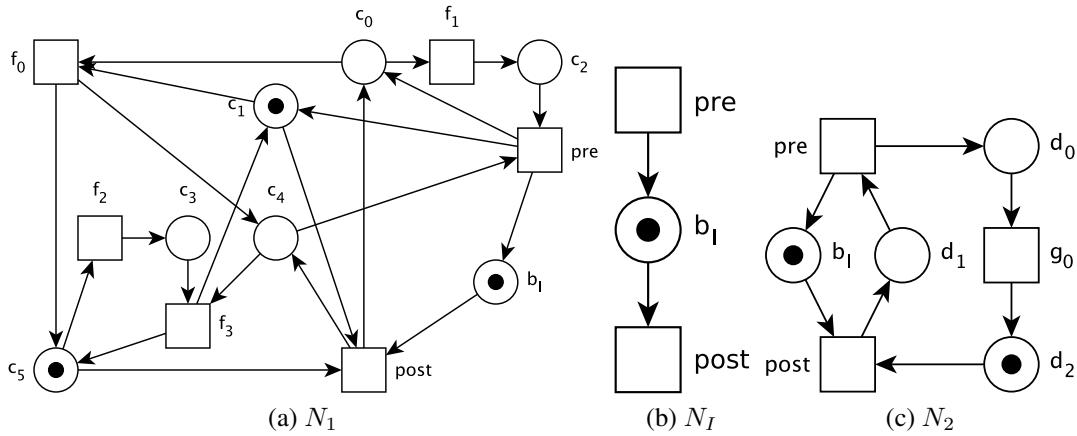 c₀ f₁
f₀ c₂
c₁ pre
f₂ c₃ c₄
b_I
f₃
c₅ post
(a) N₁
pre
b_I
post
(b) N_I
pre d₀
b_I d₁ g₀
post d₂
(c) N₂